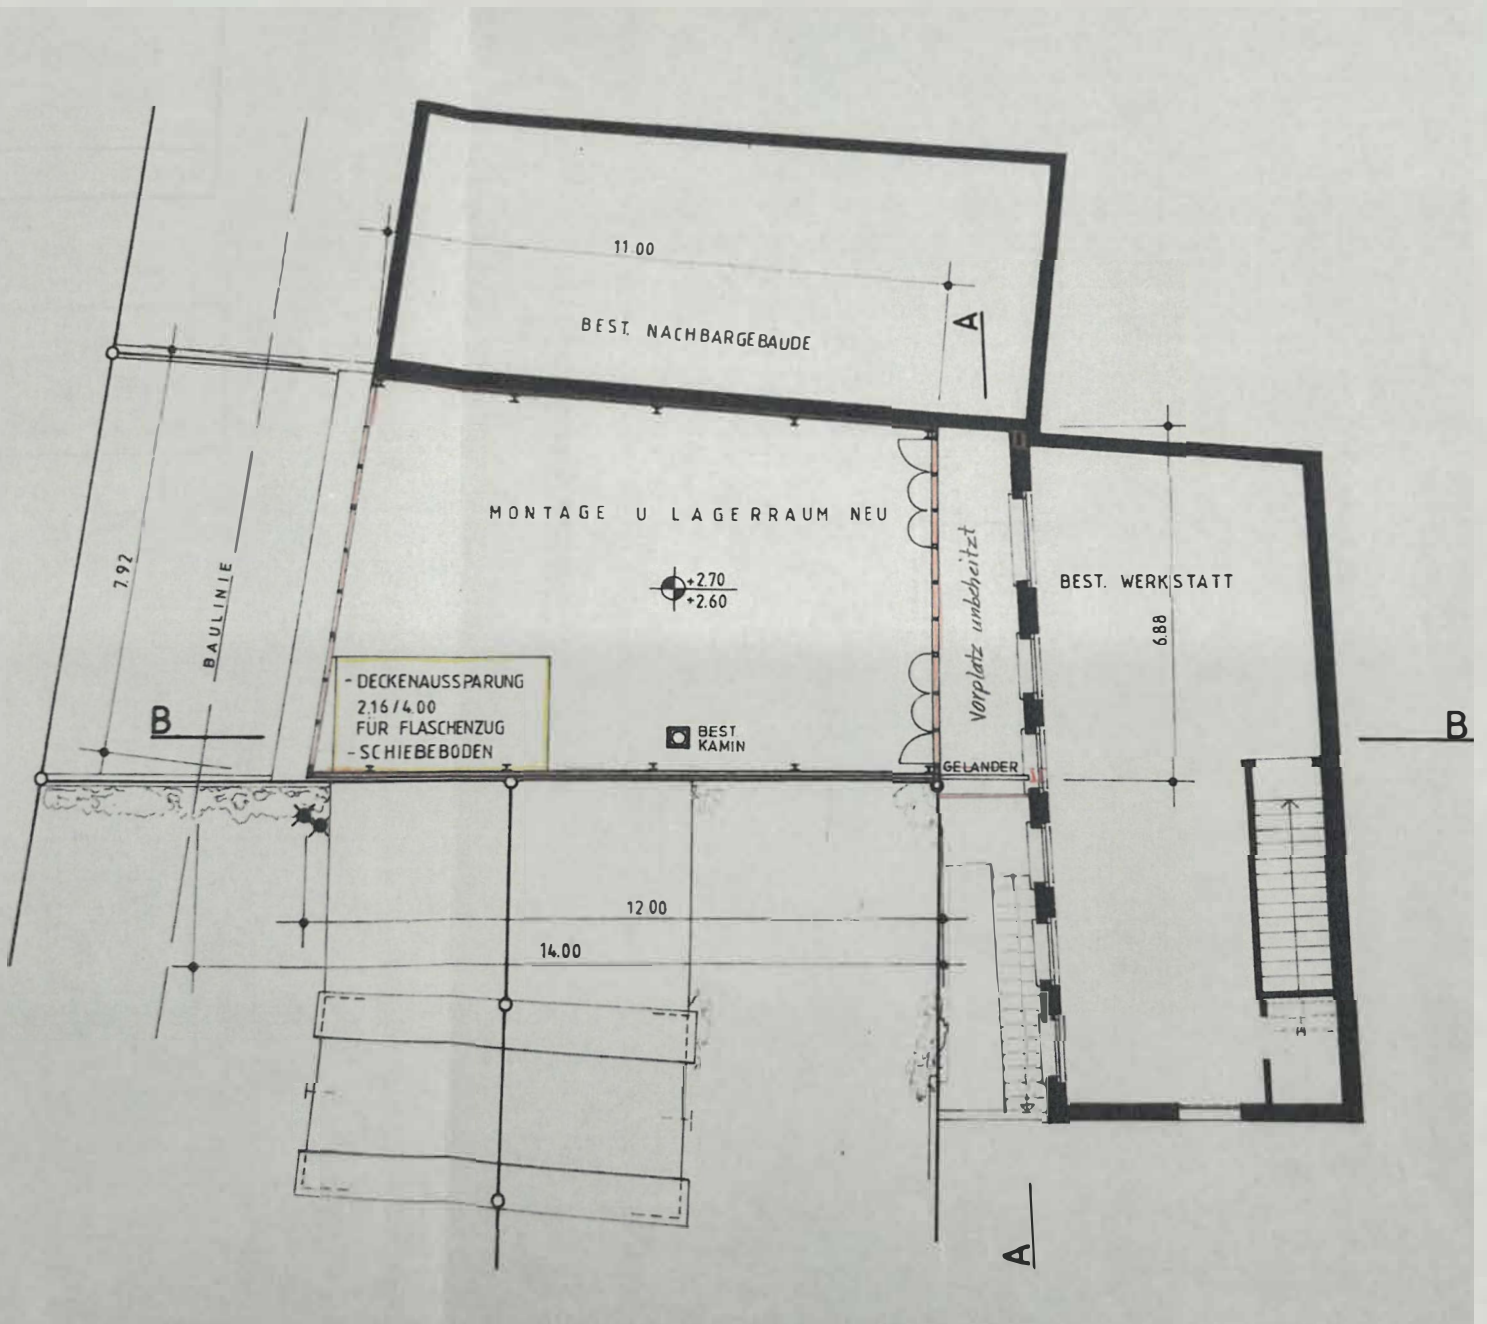 11.00
BEST. NACHBARGEBAUDE
A
MONTAGE U LAGERRAUM NEU
+2.70
+2.60
7.92
BAULINIE
Vorplatz unbeheitzt
BEST. WERKSTATT
6.88
- DECKENAUSSPARUNG
2.16/4.00
FÜR FLASCHENZUG
- SCHIEBEBODEN
BEST.
KAMIN
B
B
GELANDER
12 00
14.00
A